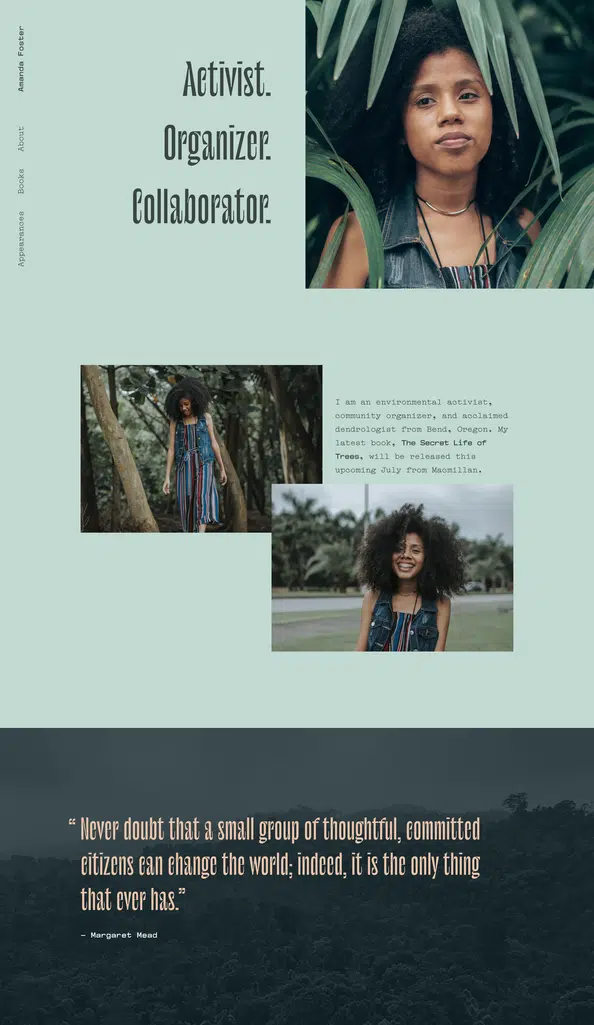 Amanda Foster
About
Books
Appearances
Activist.
Organizer.
Collaborator.
I am an environmental activist,
community organizer, and acclaimed
dendrologist from Bend, Oregon. My
latest book, The Secret Life of
Trees, will be released this
upcoming July from Macmillan.
“ Never doubt that a small group of thoughtful, committed
citizens can change the world; indeed, it is the only thing
that ever has.”
— Margaret Mead